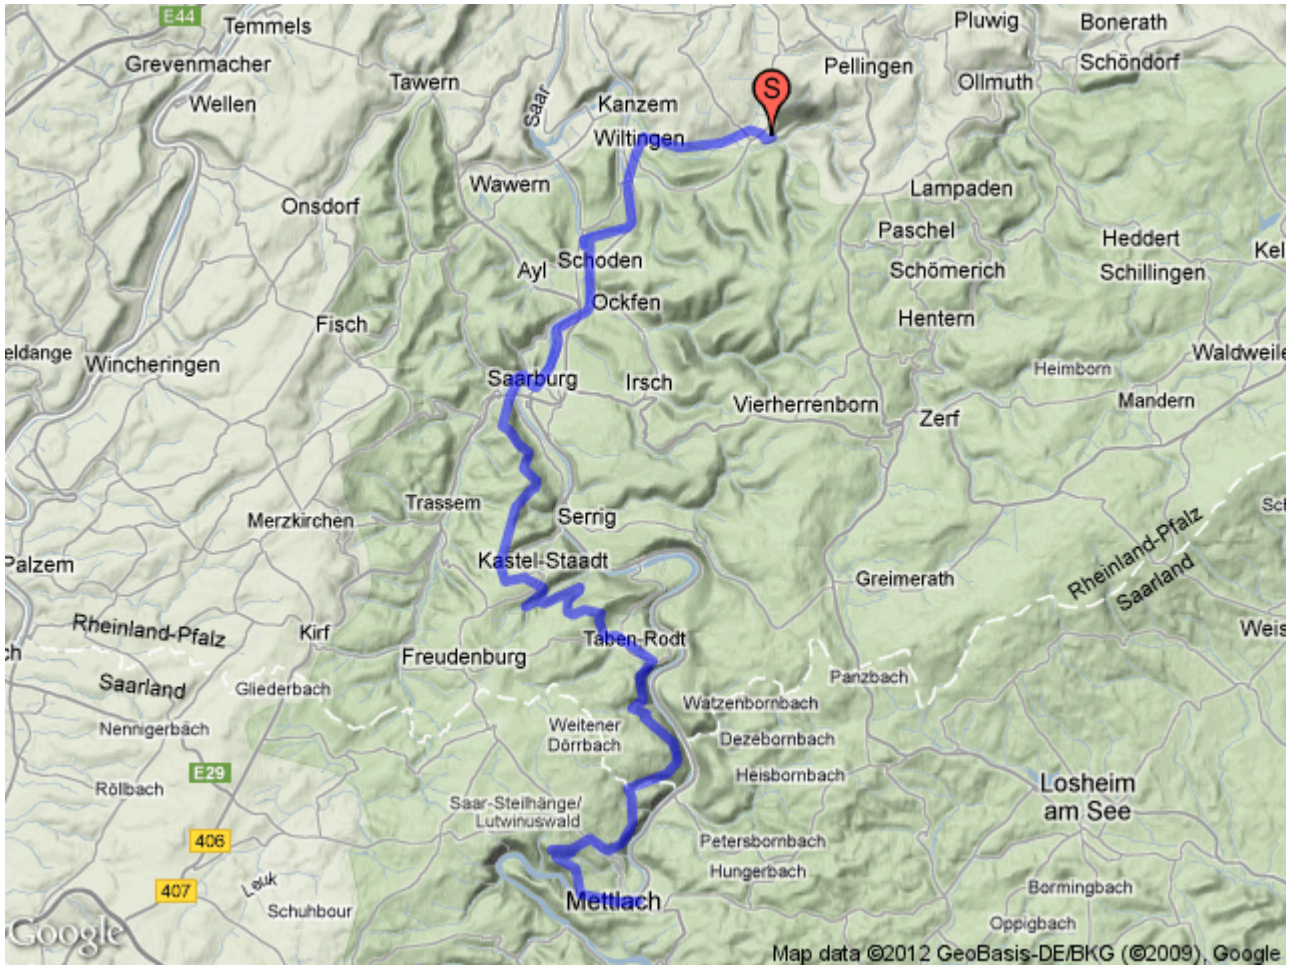 E44
Temmels
Pluwig
Bonerath
Grevenmacher
Pellingen
Schöndorf
Tawern
Ollmuth
S
Wellen
Saar
Kanzem
Wiltingen
Wawern
Lampaden
Onsdorf
Paschel
Heddert
Kel
Schoden
Ayl
Schömerich
Schillingen
Ockfen
Hentern
Fisch
eldange
Wincheringen
Waldweile
Heimborn
Saarburg
Irsch
Vierherrenborn
Mandern
Zerf
Trassem
Serrig
Merzkirchen
Sch
Palzem
Kastel-Staadt
Greimerath
Rheinland-Pfalz
Saarland
Rheinland-Pfalz
Saarland
Kirf
Taben-Rodt
Weis
ch
Freudenburg
Gliederbach
Panzbach
Watzenbornbach
Nennigerbach
Weitener
Dörrbach
Dezebornbach
E29
Röllbach
Heisbornbach
Losheim
am See
Saar-Steilhänge/
Lutwinuswald
406
Petersbornbach
Hungerbach
407
Leuk
Bormingbach
Schuhbour
Mettlach
Oppigbach
Google
Map data ©2012 GeoBasis-DE/BKG (©2009), Google